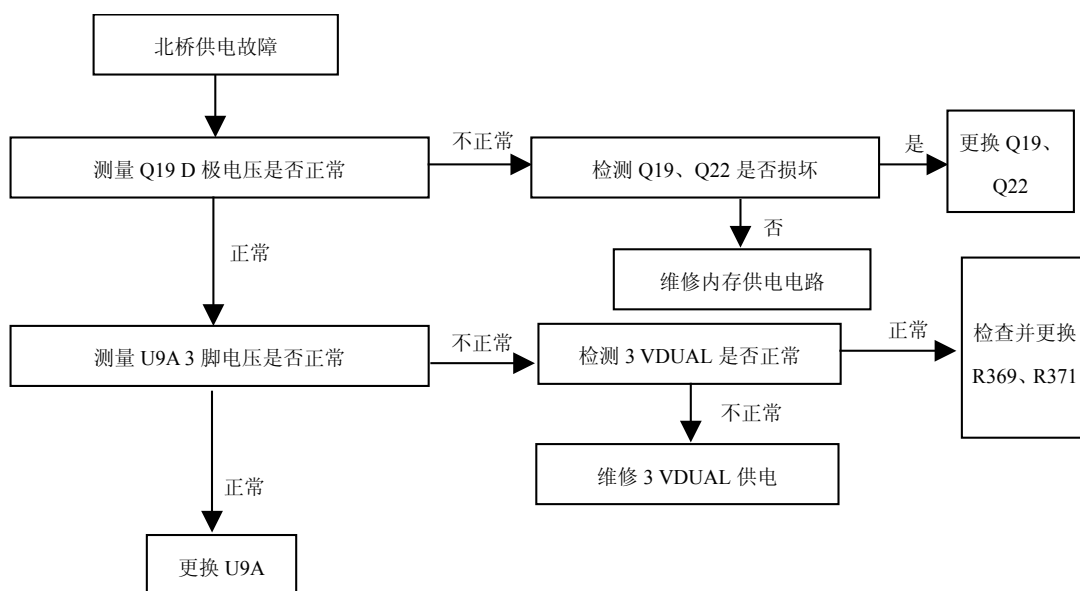 北桥供电故障
测量 Q19 D 极电压是否正常
不正常
检测 Q19、Q22 是否损坏
是
更换 Q19、
Q22
正常
否
维修内存供电电路
测量 U9A 3 脚电压是否正常
不正常
检测 3 VDUAL 是否正常
正常
检查并更换
R369、R371
不正常
维修 3 VDUAL 供电
正常
更换 U9A